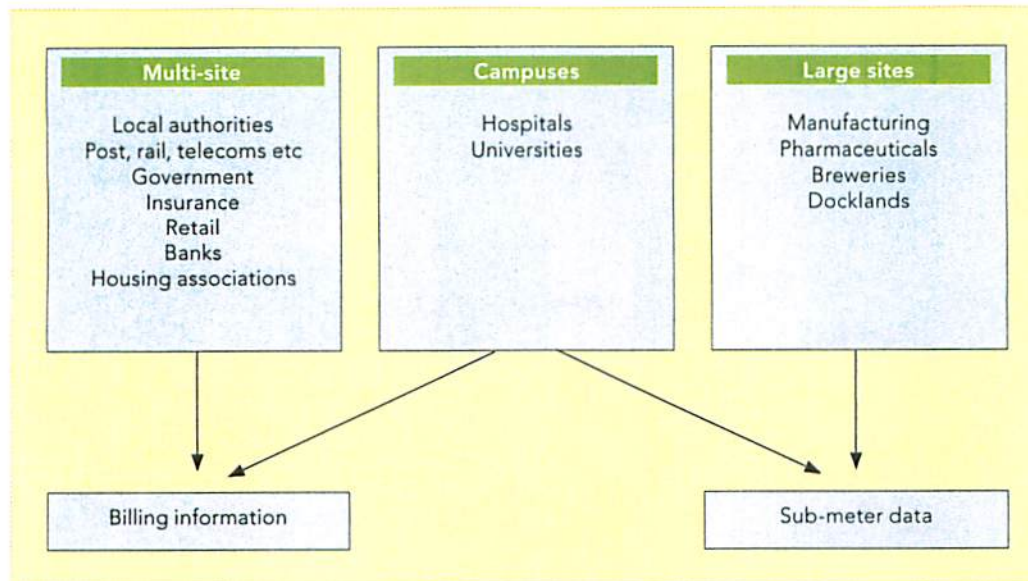 Multi-site
Local authorities
Post, rail, telecoms etc
Government
Insurance
Retail
Banks
Housing associations
Campuses
Hospitals
Universities
Large sites
Manufacturing
Pharmaceuticals
Breweries
Docklands
Billing information
Sub-meter data